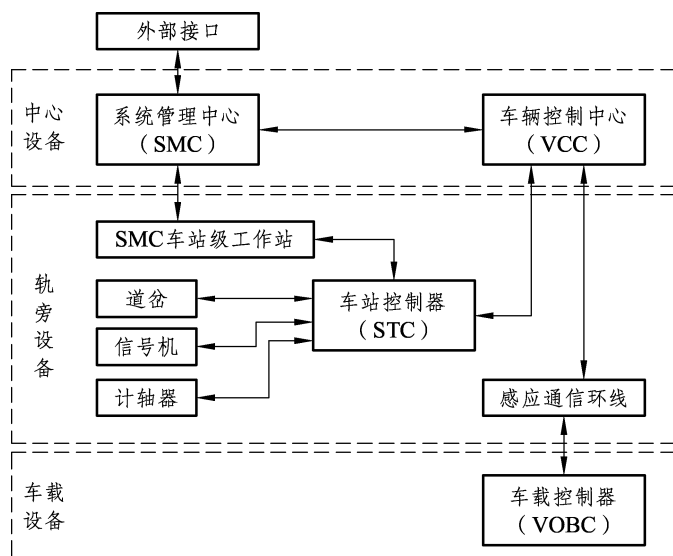 外部接口
中心
设备
系统管理中心
（SMC）
车辆控制中心
（VCC）
轨旁设备
SMC车站级工作站
道岔
信号机
计轴器
车站控制器
（STC）
感应通信环线
车载
设备
车载控制器
（VOBC）